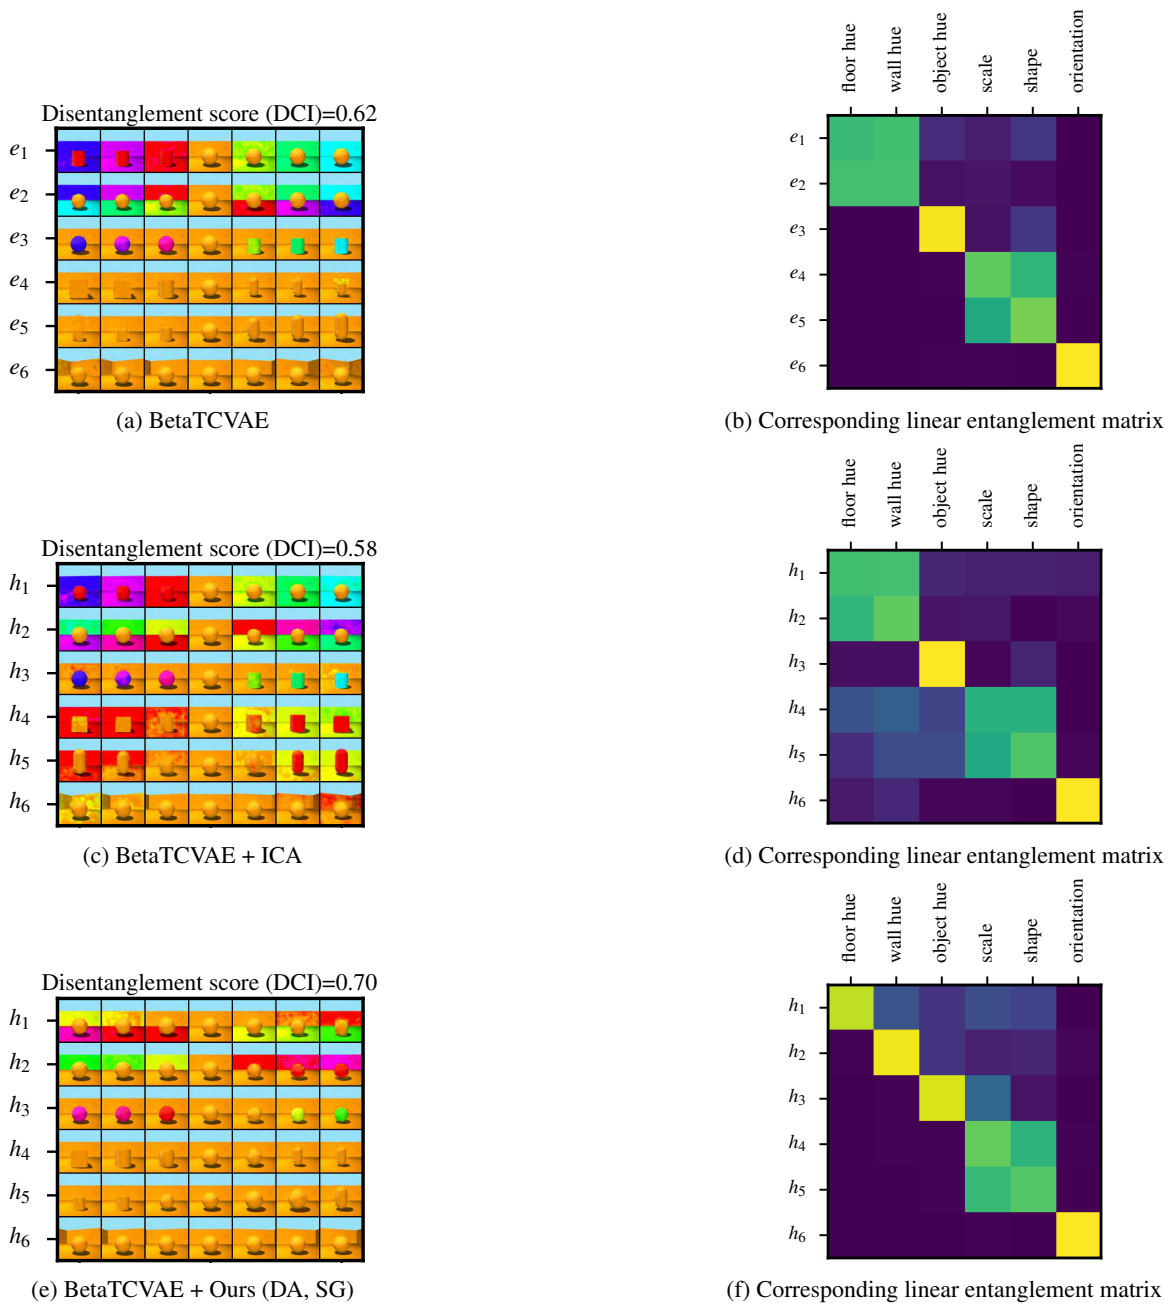 floor hue
wall hue
object hue
scale
shape
orientation
Disentanglement score (DCI)=0.62
e1
e2
e3
e4
e5
e6
e1
e2
e3
e4
e5
e6
(a) BetaTCVAE
(b) Corresponding linear entanglement matrix
floor hue
wall hue
object hue
scale
shape
orientation
Disentanglement score (DCI)=0.58
h1
h2
h3
h4
h5
h6
h1
h2
h3
h4
h5
h6
(c) BetaTCVAE + ICA
(d) Corresponding linear entanglement matrix
floor hue
wall hue
object hue
scale
shape
orientation
Disentanglement score (DCI)=0.70
h1
h2
h3
h4
h5
h6
h1
h2
h3
h4
h5
h6
(e) BetaTCVAE + Ours (DA, SG)
(f) Corresponding linear entanglement matrix